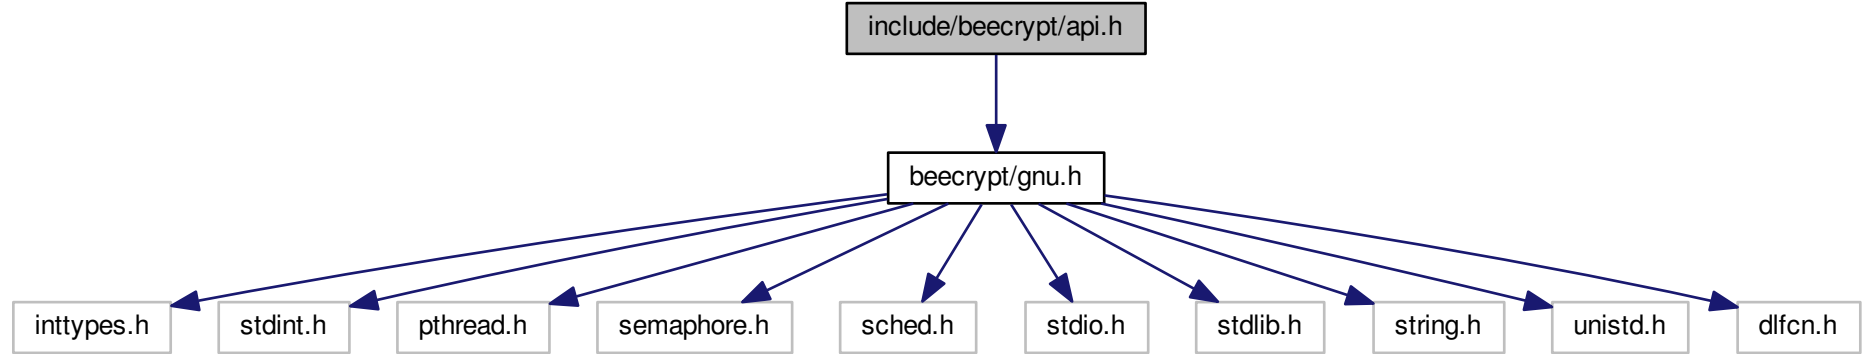 include/beecrypt/api.h
beecrypt/gnu.h
inttypes.h
stdint.h
pthread.h
semaphore.h
sched.h
stdio.h
stdlib.h
string.h
unistd.h
dlfcn.h